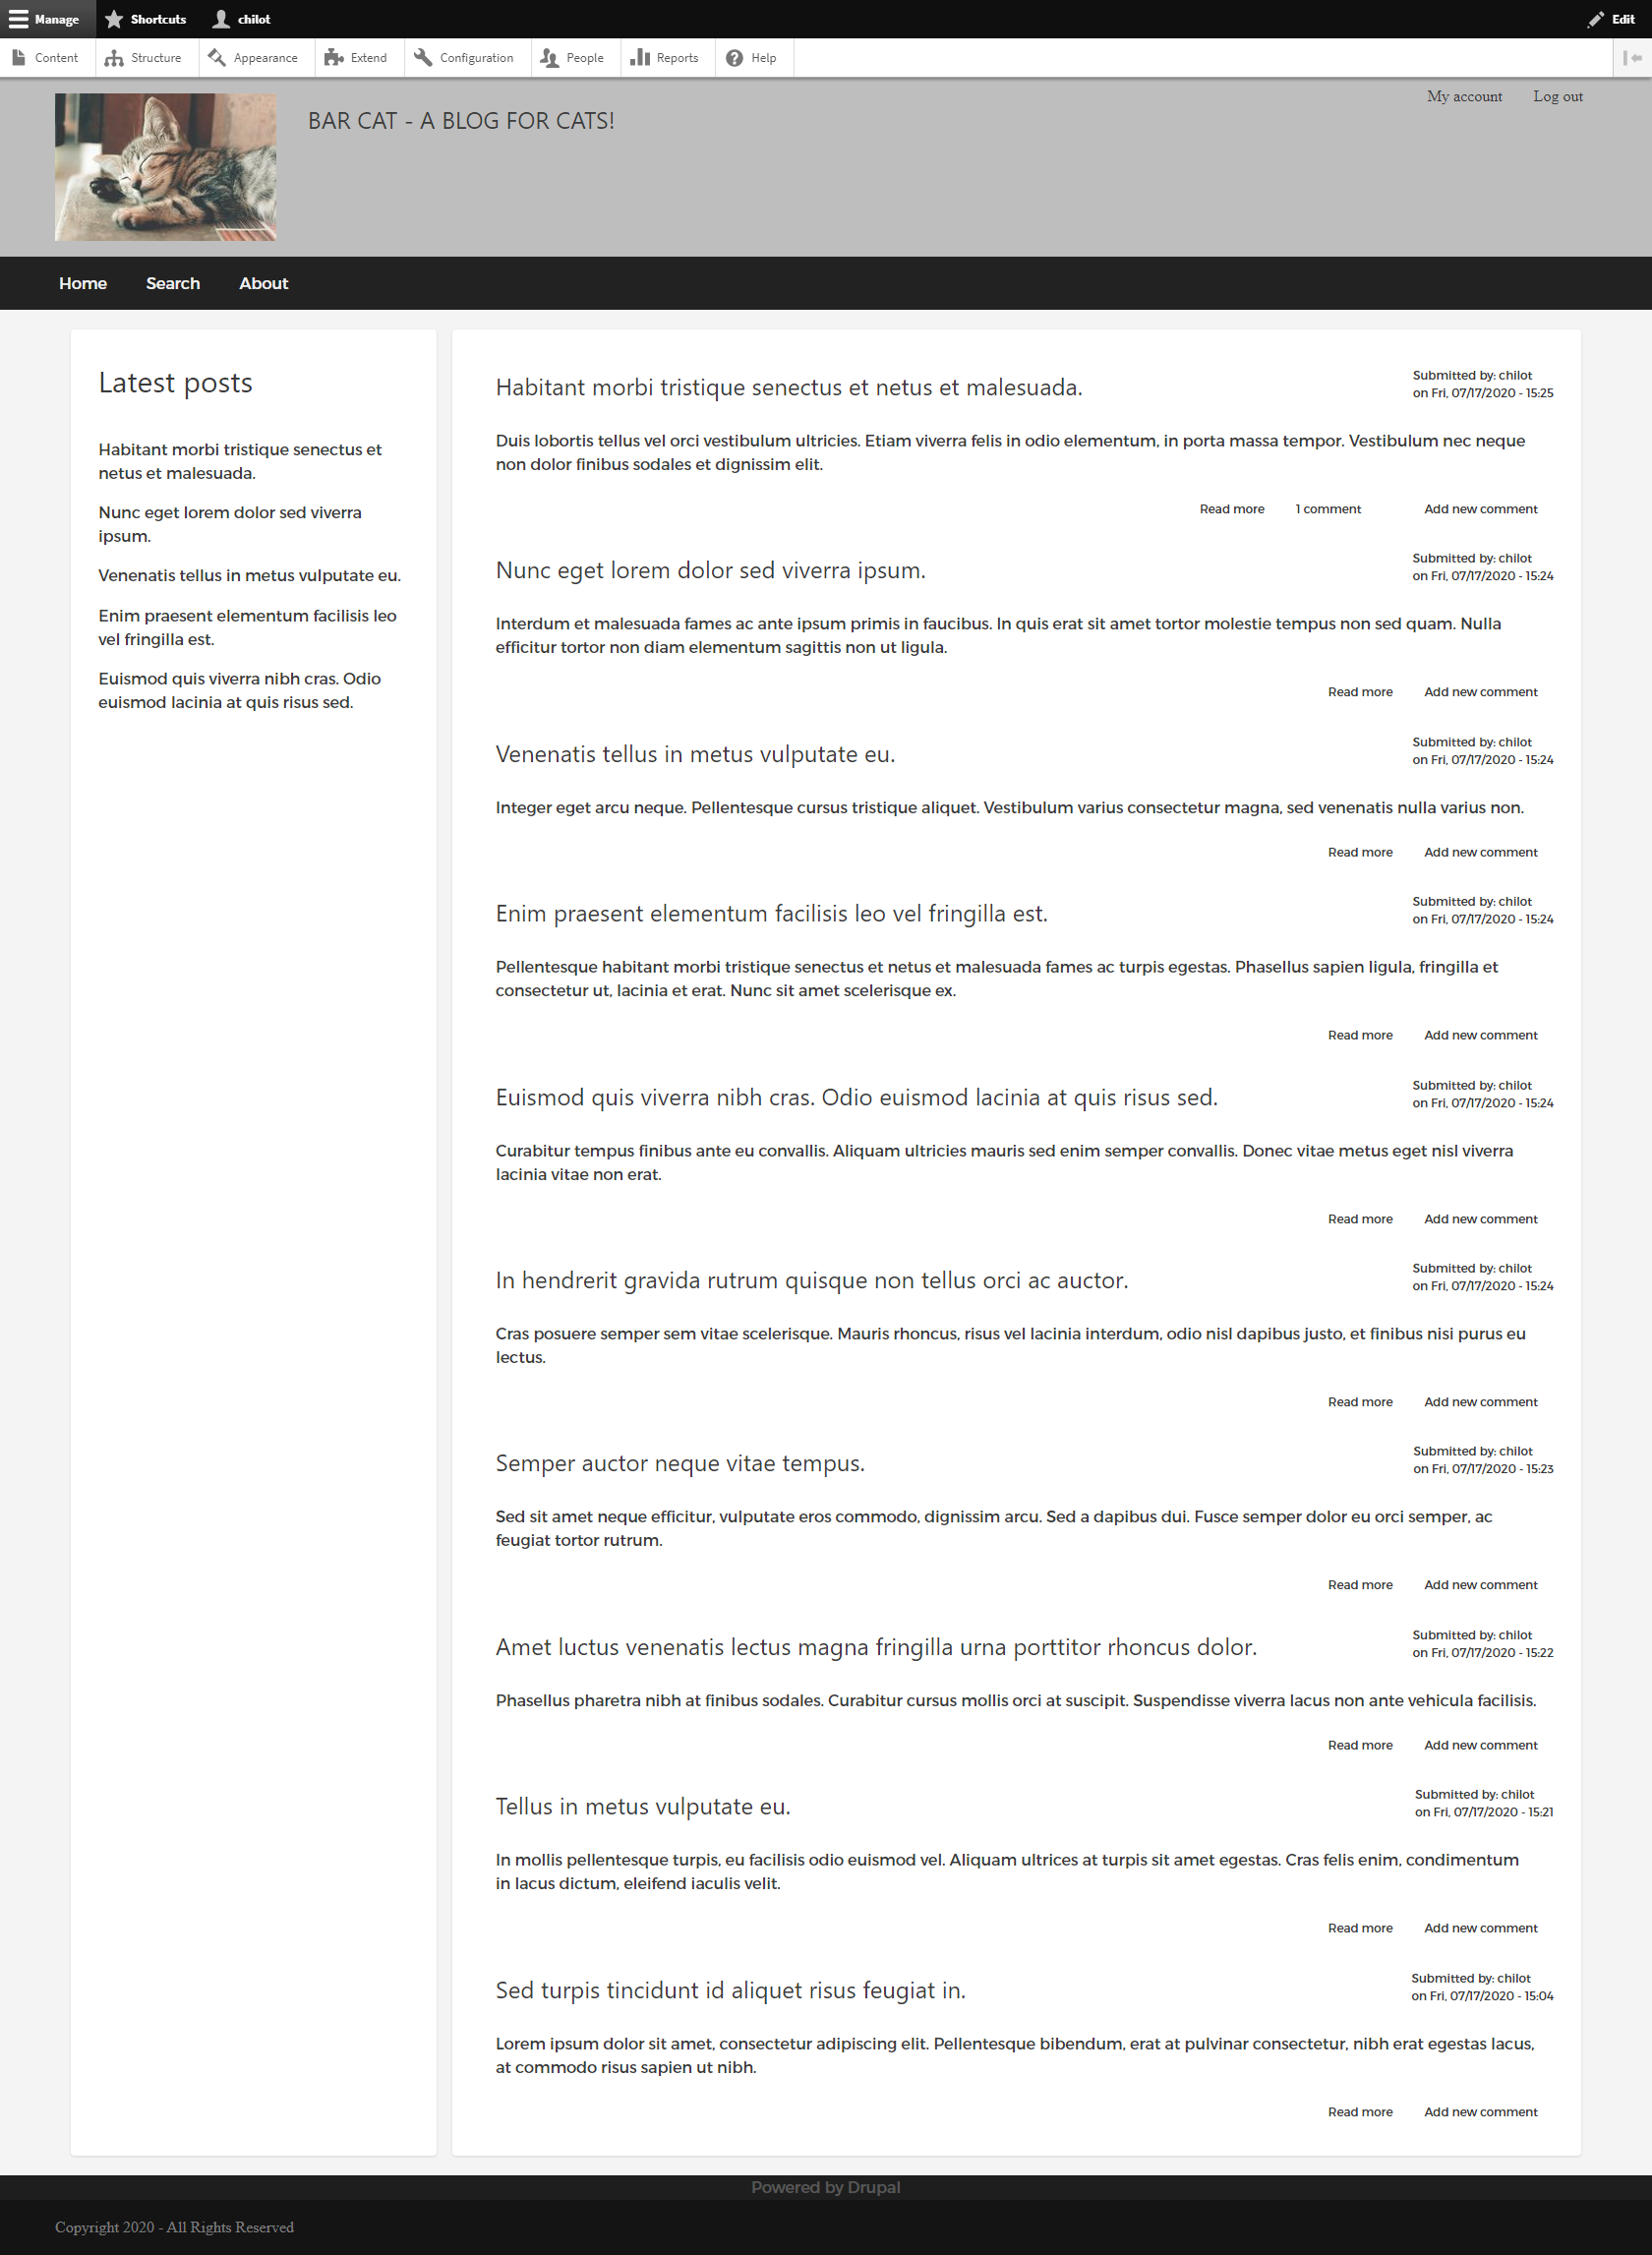 Manage
Shortcuts
chilot
Edit
Content
Structure
Appearance
Extend
Configuration
People
Reports
Help
My account
Log out
BAR CAT - A BLOG FOR CATS!
Home
Search
About
Latest posts
Habitant morbi tristique senectus et
netus et malesuada.
Nunc eget lorem dolor sed viverra
ipsum.
Venenatis tellus in metus vulputate eu.
Enim praesent elementum facilisis leo
vel fringilla est.
Euismod quis viverra nibh cras. Odio
euismod lacinia at quis risus sed.
Habitant morbi tristique senectus et netus et malesuada.
Submitted by: chilot
on Fri, 07/17/2020 - 15:25
Duis lobortis tellus vel orci vestibulum ultricies. Etiam viverra felis in odio elementum, in porta massa tempor. Vestibulum nec neque
non dolor finibus sodales et dignissim elit.
Read more
1 comment
Add new comment
Nunc eget lorem dolor sed viverra ipsum.
Submitted by: chilot
on Fri, 07/17/2020 - 15:24
Interdum et malesuada fames ac ante ipsum primis in faucibus. In quis erat sit amet tortor molestie tempus non sed quam. Nulla
efficitur tortor non diam elementum sagittis non ut ligula.
Read more
Add new comment
Venenatis tellus in metus vulputate eu.
Submitted by: chilot
on Fri, 07/17/2020 - 15:24
Integer eget arcu neque. Pellentesque cursus tristique aliquet. Vestibulum varius consectetur magna, sed venenatis nulla varius non.
Read more
Add new comment
Enim praesent elementum facilisis leo vel fringilla est.
Submitted by: chilot
on Fri, 07/17/2020 - 15:24
Pellentesque habitant morbi tristique senectus et netus et malesuada fames ac turpis egestas. Phasellus sapien ligula, fringilla et
consectetur ut, lacinia et erat. Nunc sit amet scelerisque ex.
Read more
Add new comment
Euismod quis viverra nibh cras. Odio euismod lacinia at quis risus sed.
Submitted by: chilot
on Fri, 07/17/2020 - 15:24
Curabitur tempus finibus ante eu convallis. Aliquam ultricies mauris sed enim semper convallis. Donec vitae metus eget nisl viverra
lacinia vitae non erat.
Read more
Add new comment
In hendrerit gravida rutrum quisque non tellus orci ac auctor.
Submitted by: chilot
on Fri, 07/17/2020 - 15:24
Cras posuere semper sem vitae scelerisque. Mauris rhoncus, risus vel lacinia interdum, odio nisl dapibus justo, et finibus nisi purus eu
lectus.
Read more
Add new comment
Semper auctor neque vitae tempus.
Submitted by: chilot
on Fri, 07/17/2020 - 15:23
Sed sit amet neque efficitur, vulputate eros commodo, dignissim arcu. Sed a dapibus dui. Fusce semper dolor eu orci semper, ac
feugiat tortor rutrum.
Read more
Add new comment
Amet luctus venenatis lectus magna fringilla urna porttitor rhoncus dolor.
Submitted by: chilot
on Fri, 07/17/2020 - 15:22
Phasellus pharetra nibh at finibus sodales. Curabitur cursus mollis orci at suscipit. Suspendisse viverra lacus non ante vehicula facilisis.
Read more
Add new comment
Tellus in metus vulputate eu.
Submitted by: chilot
on Fri, 07/17/2020 - 15:21
In mollis pellentesque turpis, eu facilisis odio euismod vel. Aliquam ultrices at turpis sit amet egestas. Cras felis enim, condimentum
in lacus dictum, eleifend iaculis velit.
Read more
Add new comment
Sed turpis tincidunt id aliquet risus feugiat in.
Submitted by: chilot
on Fri, 07/17/2020 - 15:04
Lorem ipsum dolor sit amet, consectetur adipiscing elit. Pellentesque bibendum, erat at pulvinar consectetur, nibh erat egestas lacus,
at commodo risus sapien ut nibh.
Read more
Add new comment
Powered by Drupal
Copyright 2020 - All Rights Reserved